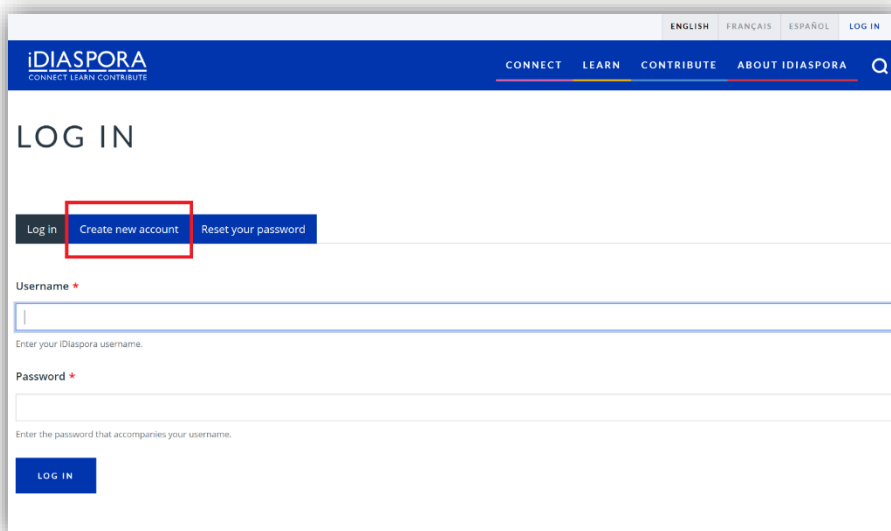 ENGLISH FRANÇAIS ESPAÑOL LOG IN
iDIASPORA
CONNECT LEARN CONTRIBUTE
CONNECT LEARN CONTRIBUTE ABOUT IDIASPORA
LOG IN
Log in Create new account Reset your password
Username *
Enter your iDiaspora username.
Password *
Enter the password that accompanies your username.
LOG IN